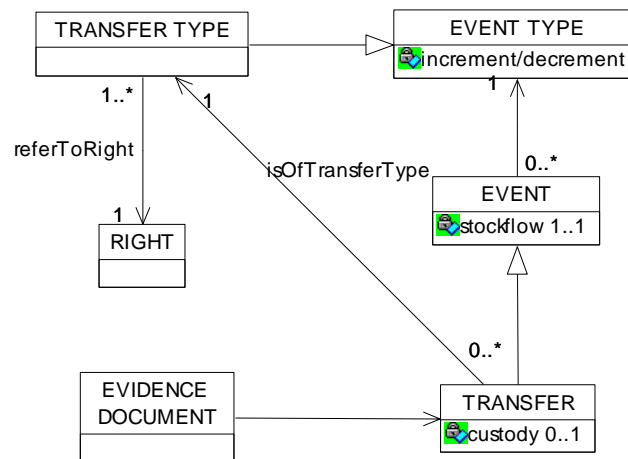 TRANSFER TYPE
EVENT TYPE
increment/decrement
1..*
1
1
referToRight
isOfTransferType
0..*
EVENT
stockflow 1..1
1
RIGHT
0..*
EVIDENCE
DOCUMENT
TRANSFER
custody 0..1